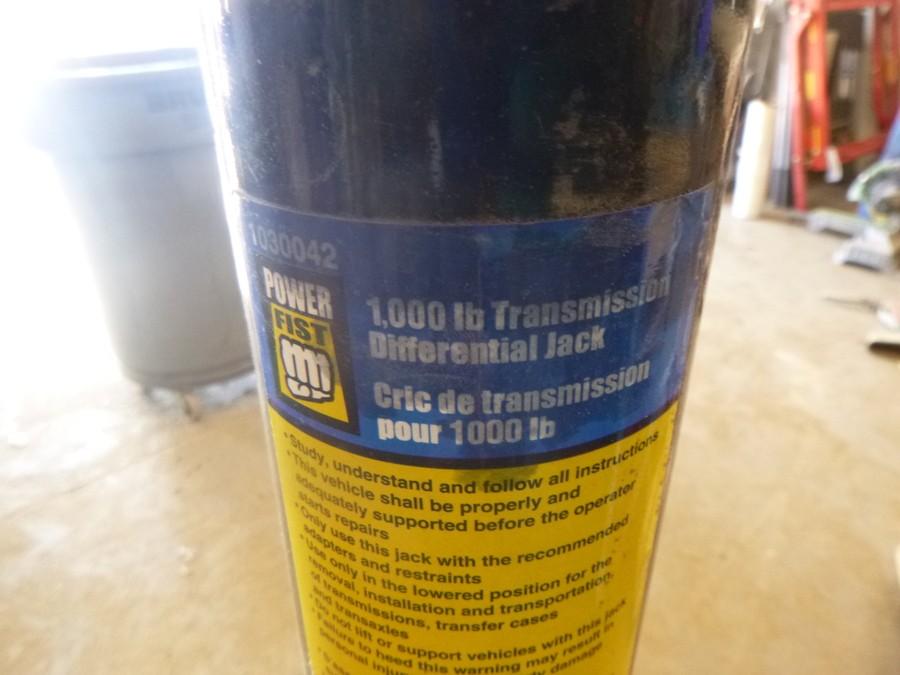 1030042
POWER
FIST
1,000 lb Transmission
Differential Jack
Cric de transmission
pour 1000 lb
• Study, understand and follow all instructions
• This vehicle shall be properly and
adequately supported before the operator
starts repairs
• Only use this jack with the recommended
adapters and restraints
• Use only in the lowered position for the
removal, installation and transportation,
of transmissions, transfer cases
and transaxles
• Do not lift or support vehicles with this jack
• Failure to heed this warning may result in
personal injury damage